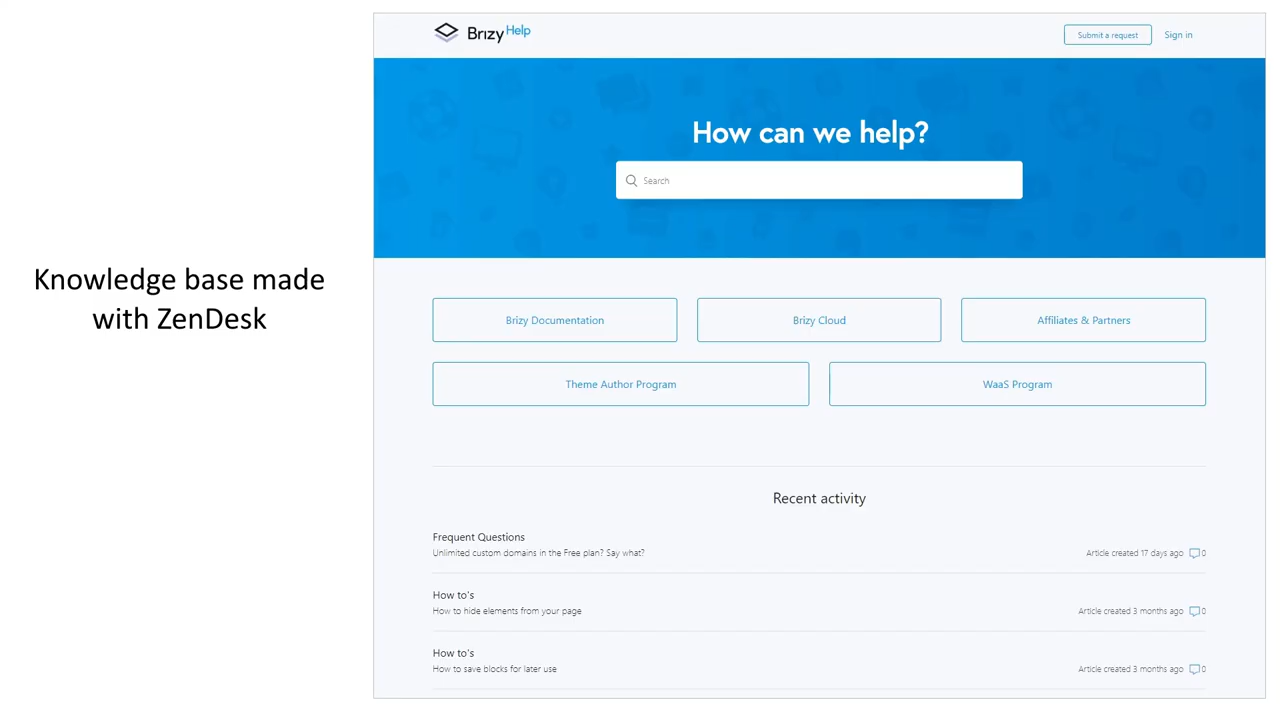 Knowledge base made
with ZenDesk
Brizy Help
Submit a request
Sign in
How can we help?
Search
Brizy Documentation
Brizy Cloud
Affiliates & Partners
Theme Author Program
WaaS Program
Recent activity
Frequent Questions
Unlimited custom domains in the Free plan? Say what?
Article created 17 days ago 0
How to's
How to hide elements from your page
Article created 3 months ago 0
How to's
How to save blocks for later use
Article created 3 months ago 0